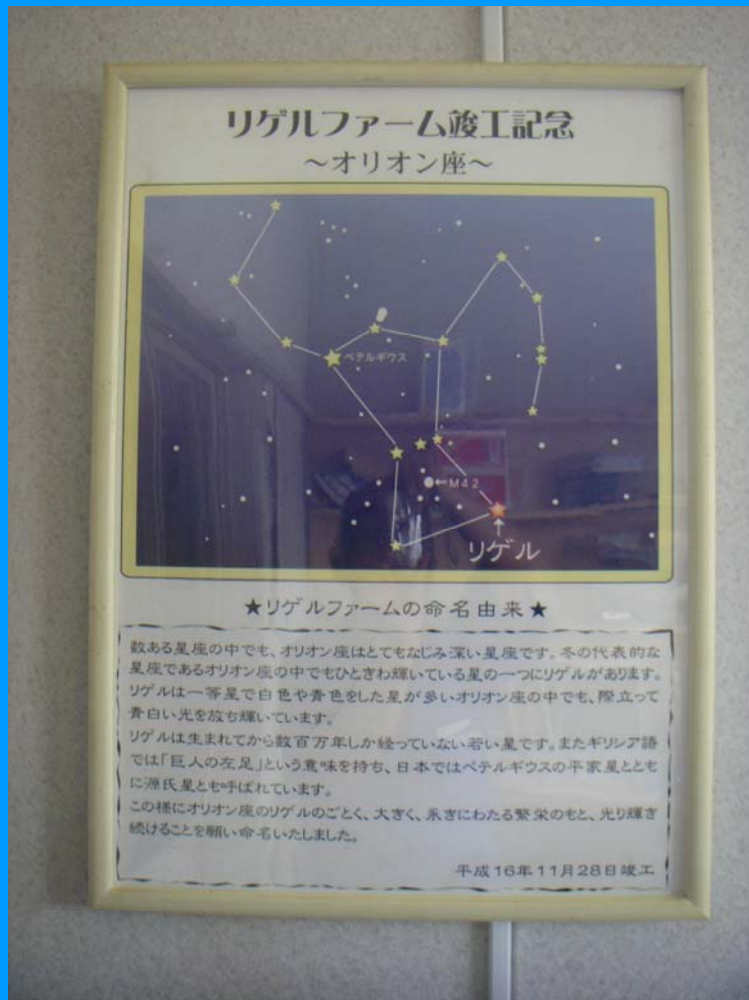 リゲルファーム竣工記念
~オリオン座~
ベテルギウス
←M42
↑
リゲル
★リゲルファームの命名由来★
数ある星座の中でも、オリオン座はとてもなじみ深い星座です。冬の代表的な
星座であるオリオン座の中でもひときわ輝いている星の一つにリゲルがあります。
リゲルは一等星で白色や青色をした星が多いオリオン座の中でも、際立って
青白い光を放ち輝いています。
リゲルは生まれてから数百万年しか経っていない若い星です。またギリシア語
では「巨人の左足」という意味を持ち、日本ではベテルギウスの平家星ととも
に源氏星とも呼ばれています。
この様にオリオン座のリゲルのごとく、大きく、永きにわたる繁栄のもと、光り輝き
続けることを願い命名いたしました。
平成16年11月28日竣工